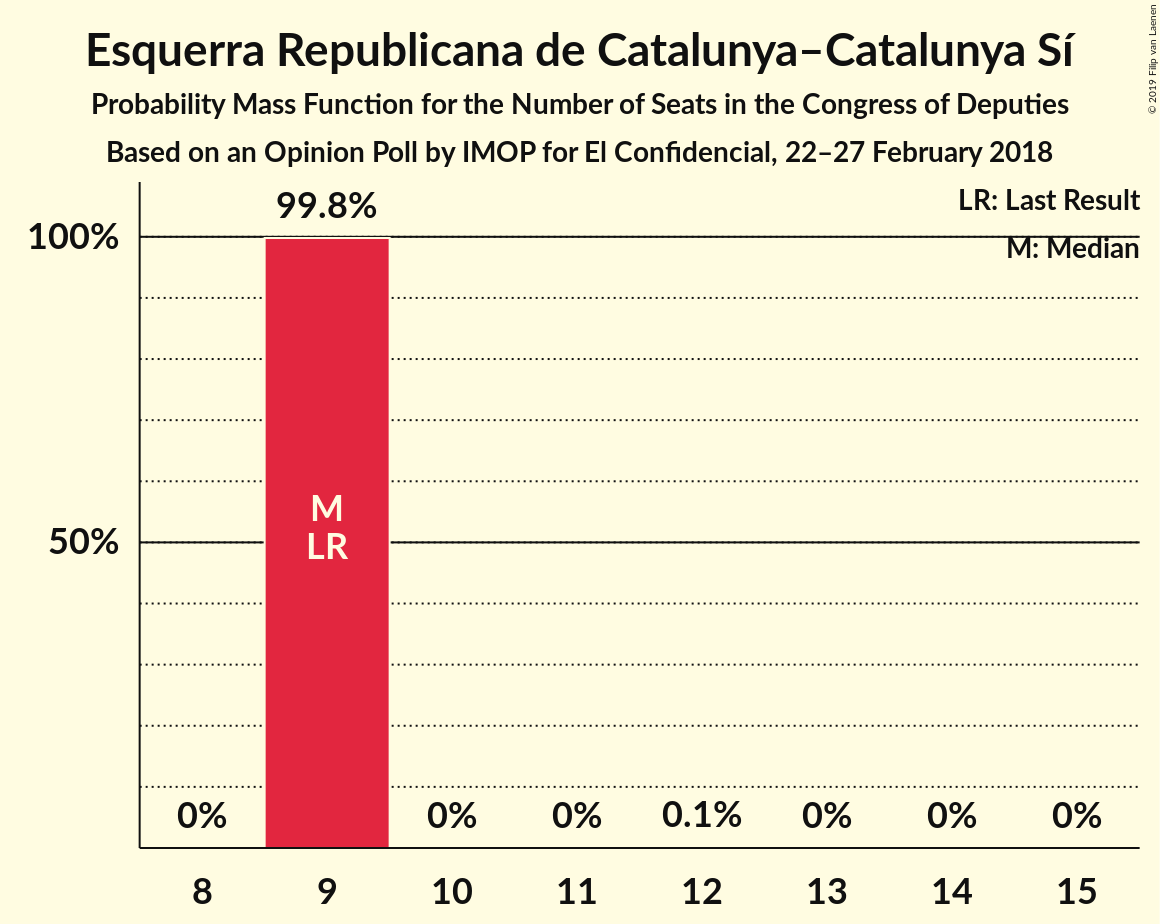 Esquerra Republicana de Catalunya–Catalunya Sí
Probability Mass Function for the Number of Seats in the Congress of Deputies
Based on an Opinion Poll by IMOP for El Confidencial, 22–27 February 2018
© 2019 Filip van Laenen
LR: Last Result
M: Median
99.8%
100%
50%
M
LR
0% 0% 0% 0.1% 0% 0% 0%
8 9 10 11 12 13 14 15